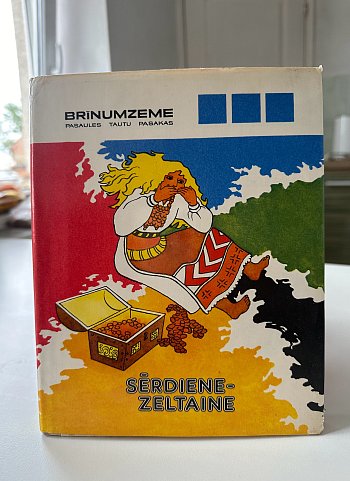 BRĪNUMZEME
PASAULES TAUTU PASAKAS
SĒRDIENE-
ZELTAINE